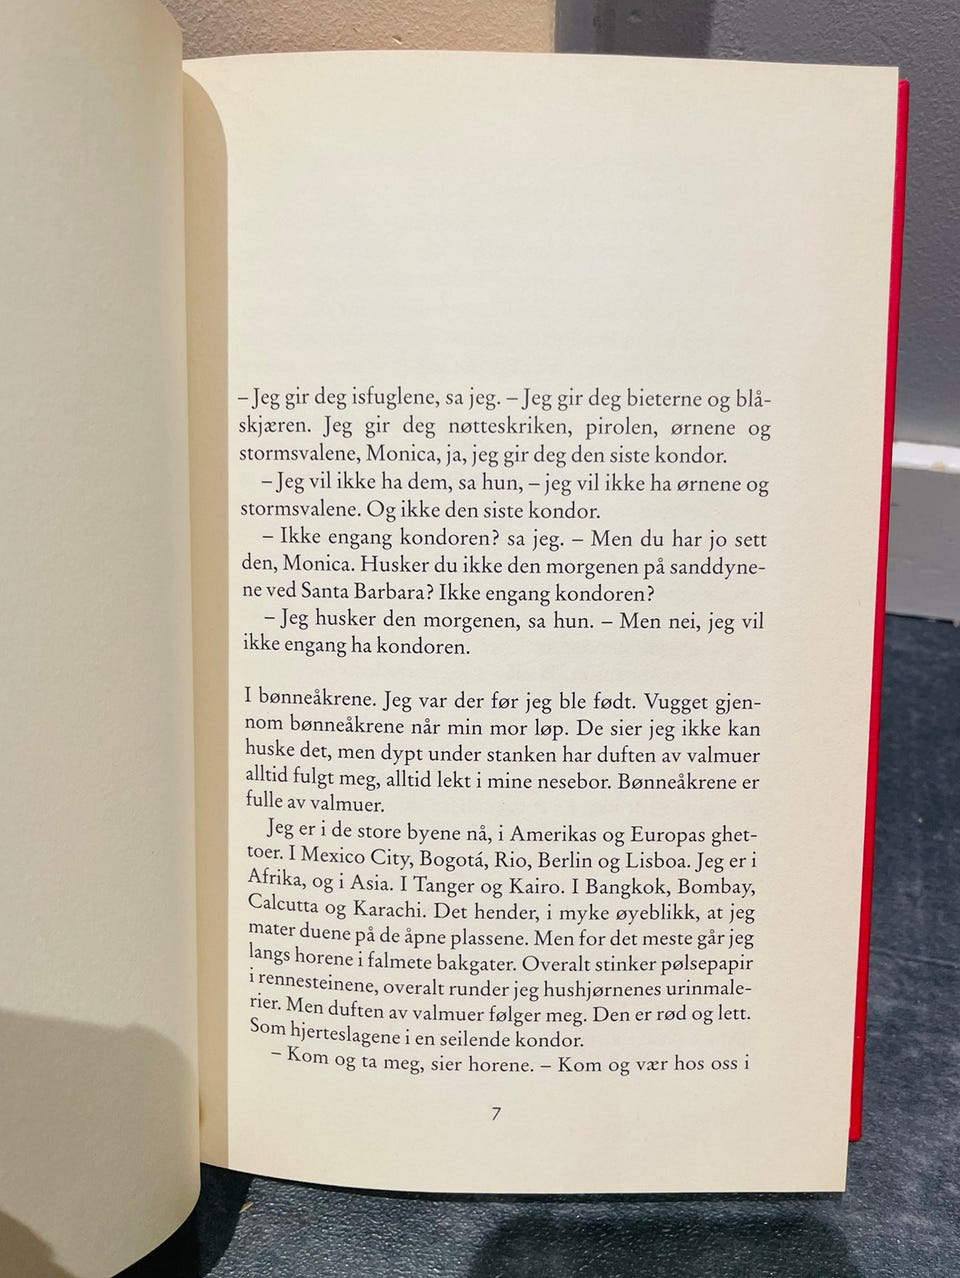 – Jeg gir deg isfuglene, sa jeg. – Jeg gir deg bieterne og blå-
skjæren. Jeg gir deg nøtteskriken, pirolen, ørnene og
stormsvalene, Monica, ja, jeg gir deg den siste kondor.
– Jeg vil ikke ha dem, sa hun, – jeg vil ikke ha ørnene og
stormsvalene. Og ikke den siste kondor.
– Ikke engang kondoren? sa jeg. – Men du har jo sett
den, Monica. Husker du ikke den morgenen på sanddyne-
ne ved Santa Barbara? Ikke engang kondoren?
– Jeg husker den morgenen, sa hun. – Men nei, jeg vil
ikke engang ha kondoren.
I bønneåkrene. Jeg var der før jeg ble født. Vugget gjen-
nom bønneåkrene når min mor løp. De sier jeg ikke kan
huske det, men dypt under stanken har duften av valmuer
alltid fulgt meg, alltid lekt i mine nesebor. Bønneåkrene er
fulle av valmuer.
Jeg er i de store byene nå, i Amerikas og Europas ghet-
toer. I Mexico City, Bogotá, Rio, Berlin og Lisboa. Jeg er i
Afrika, og i Asia. I Tanger og Kairo. I Bangkok, Bombay,
Calcutta og Karachi. Det hender, i myke øyeblikk, at jeg
mater duene på de åpne plassene. Men for det meste går jeg
langs horene i falmete bakgater. Overalt stinker pølsepapir
i rennesteinene, overalt runder jeg hushjørnenes urinmale-
rier. Men duften av valmuer følger meg. Den er rød og lett.
Som hjerteslagene i en seilende kondor.
– Kom og ta meg, sier horene. – Kom og vær hos oss i
7